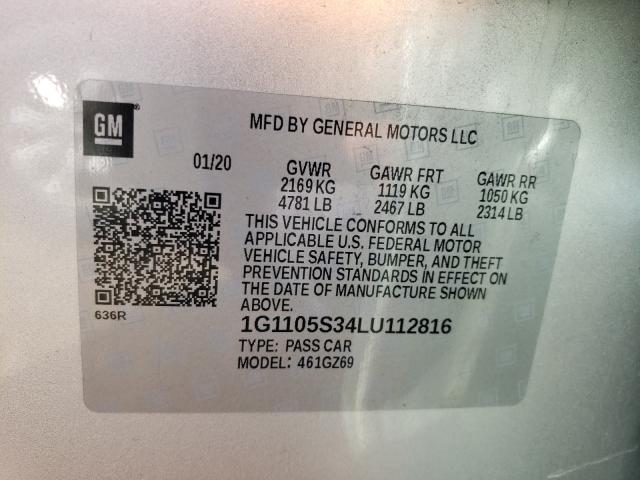 GM
MFD BY GENERAL MOTORS LLC
01/20 GVWR GAWR FRT GAWR RR
2169 KG 1119 KG 1050 KG
4781 LB 2467 LB 2314 LB
THIS VEHICLE CONFORMS TO ALL
APPLICABLE U.S. FEDERAL MOTOR
VEHICLE SAFETY, BUMPER, AND THEFT
PREVENTION STANDARDS IN EFFECT ON
THE DATE OF MANUFACTURE SHOWN
ABOVE.
636R
1G1105S34LU112816
TYPE: PASS CAR
MODEL: 461GZ69